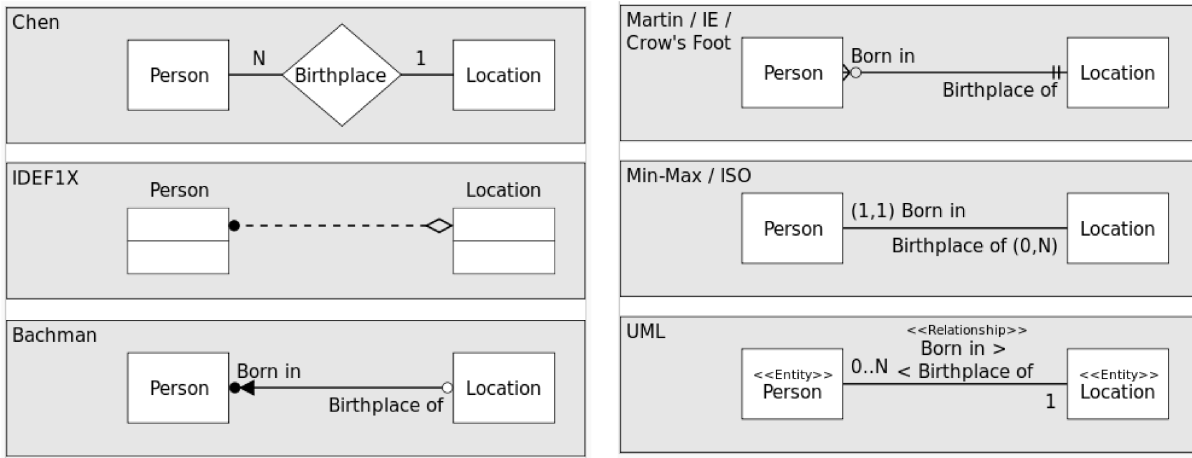 Chen
Person
N
Birthplace
1
Location
IDEF1X
Person
Location
Bachman
Person
Born in
Birthplace of
Location
Martin / IE /
Crow's Foot
Person
Born in
Birthplace of
Location
Min-Max / ISO
Person
(1,1) Born in
Birthplace of (0,N)
Location
UML
<<Entity>>
Person
0..N
<<Relationship>>
Born in >
< Birthplace of
1
<<Entity>>
Location